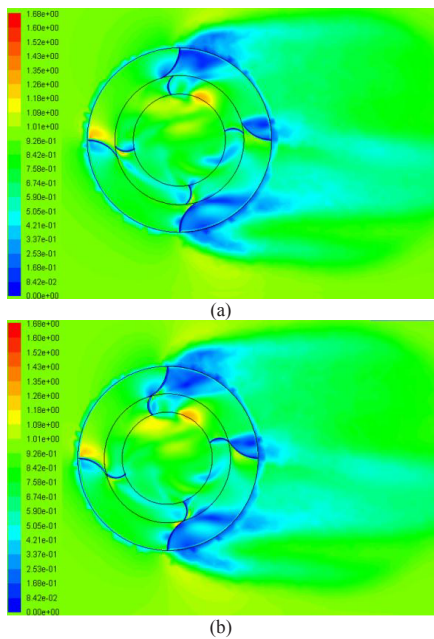 1.68e+00
1.60e+00
1.52e+00
1.43e+00
1.35e+00
1.26e+00
1.18e+00
1.09e+00
1.01e+00
9.26e-01
8.42e-01
7.58e-01
6.74e-01
5.90e-01
5.05e-01
4.21e-01
3.37e-01
2.53e-01
1.68e-01
8.42e-02
0.00e+00
(a)
1.68e+00
1.60e+00
1.52e+00
1.43e+00
1.35e+00
1.26e+00
1.18e+00
1.09e+00
1.01e+00
9.26e-01
8.42e-01
7.58e-01
6.74e-01
5.90e-01
5.05e-01
4.21e-01
3.37e-01
2.53e-01
1.68e-01
8.42e-02
0.00e+00
(b)